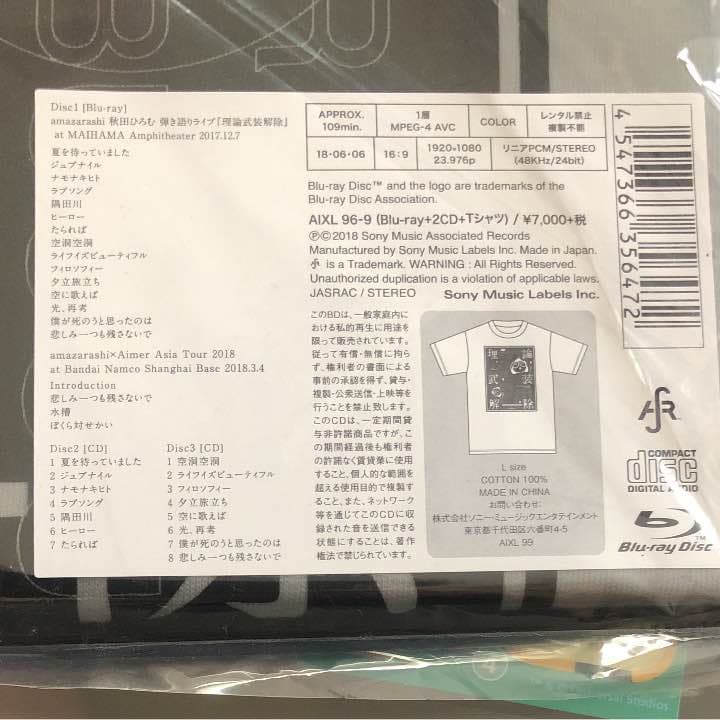 Disc1 [Blu-ray]
amazarashi 秋田ひろむ 弾き語りライブ『理論武装解除』
at MAIHAMA Amphitheater 2017.12.7
夏を待っていました
ジュブナイル
ナモナキヒト
ラブソング
隅田川
ヒーロー
たられば
空洞空洞
ライフイズビューティフル
フィロソフィー
夕立旅立ち
空に歌えば
光、再考
僕が死のうと思ったのは
悲しみ一つも残さないで
amazarashi×Aimer Asia Tour 2018
at Bandai Namco Shanghai Base 2018.3.4
Introduction
悲しみ一つも残さないで
水槽
ぼくら対せかい
Disc2 [CD]
1 夏を待っていました
2 ジュブナイル
3 ナモナキヒト
4 ラブソング
5 隅田川
6 ヒーロー
7 たられば
Disc3 [CD]
1 空洞空洞
2 ライフイズビューティフル
3 フィロソフィー
4 夕立旅立ち
5 空に歌えば
6 光、再考
7 僕が死のうと思ったのは
8 悲しみ一つも残さないで
APPROX. 109min.
1層 MPEG-4 AVC
COLOR
レンタル禁止 複製不能
18・06・06
16:9
1920×1080 23.976p
リニアPCM/STEREO (48KHz/24bit)
Blu-ray Disc™ and the logo are trademarks of the
Blu-ray Disc Association.
AIXL 96-9 (Blu-ray+2CD+Tシャツ) / ¥7,000+税
℗©2018 Sony Music Associated Records
Manufactured by Sony Music Labels Inc. Made in Japan.
is a Trademark. WARNING : All Rights Reserved.
Unauthorized duplication is a violation of applicable laws.
JASRAC / STEREO Sony Music Labels Inc.
このBDは、一般家庭内に
おける私的再生に用途を
限って販売されています。
従って有償・無償に拘ら
ず、権利者の書面による
事前の承認を得ず、貸与・
複製・公衆送信・上映等を
行うことを禁止致します。
このCDは、一定期間貸
与非許諾商品ですが、こ
の期間経過後も権利者
の許諾なく賃貸業に使用
すること、個人的な範囲を
超える使用目的で複製す
ること、また、ネットワーク
等を通じてこのCDに収録
された音を送信できる状
態にすることは、著作
権法で禁じられています。
理論
武装
解除
L size
COTTON 100%
MADE IN CHINA
お問い合わせ:
株式会社ソニー・ミュージックエンタテインメント
東京都千代田区六番町4-5
AIXL 99
4 547366 356472
COMPACT
disc
DIGITAL AUDIO
Blu-ray Disc